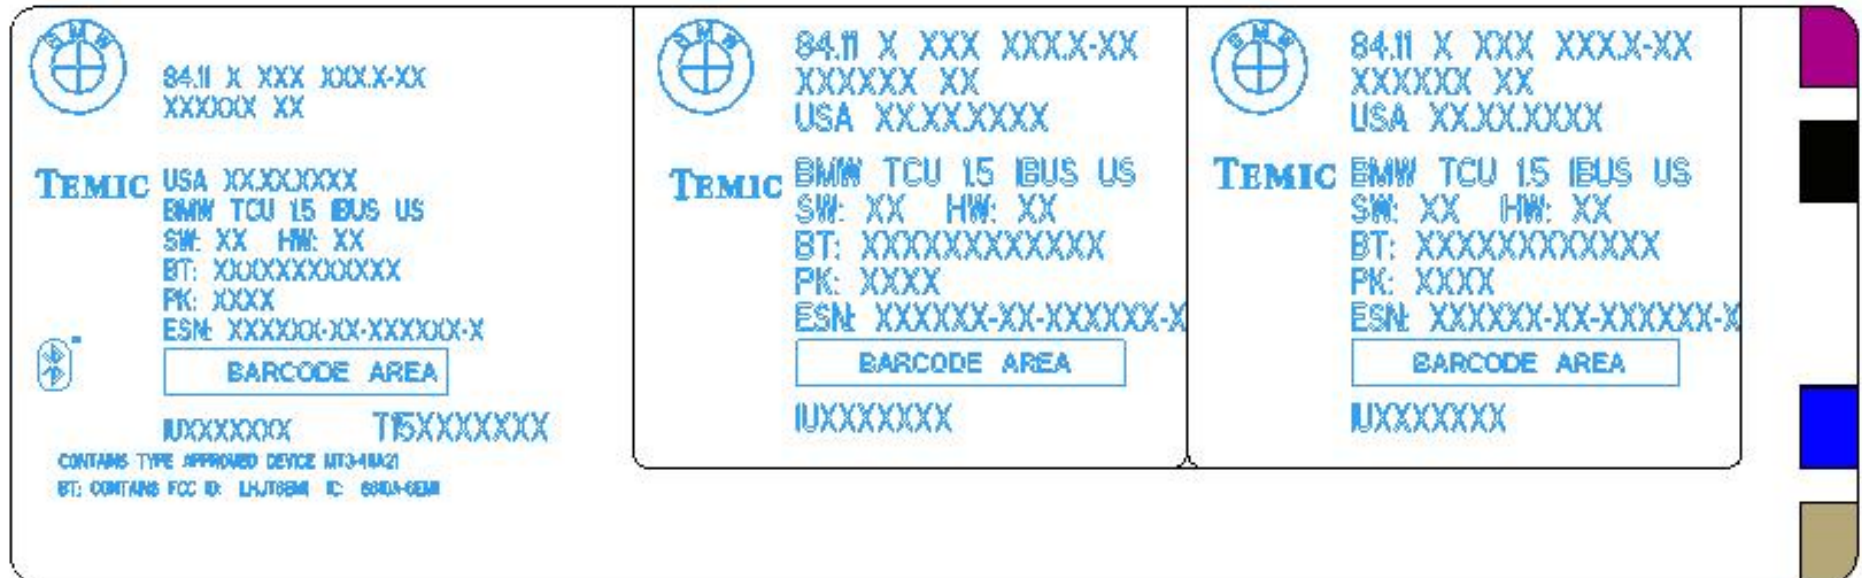 BMW
84.11 X XXX XXX.X-XX
XXXXXX XX
TEMIC
USA XX.XX.XXXX
BMW TCU 1.5 IBUS US
SW: XX HW: XX
BT: XXXXXXXXXXXX
PK: XXXX
ESN: XXXXXX-XX-XXXXXX-X
BARCODE AREA
IUXXXXXXX T15XXXXXXX
CONTAINS TYPE APPROVED DEVICE
BT: CONTAINS FCC ID: IC:
BMW
84.11 X XXX XXX.X-XX
XXXXXX XX
USA XX.XX.XXXX
TEMIC
BMW TCU 1.5 IBUS US
SW: XX HW: XX
BT: XXXXXXXXXXXX
PK: XXXX
ESN: XXXXXX-XX-XXXXXX-X
BARCODE AREA
IUXXXXXXX
BMW
84.11 X XXX XXX.X-XX
XXXXXX XX
USA XX.XX.XXXX
TEMIC
BMW TCU 1.5 IBUS US
SW: XX HW: XX
BT: XXXXXXXXXXXX
PK: XXXX
ESN: XXXXXX-XX-XXXXXX-X
BARCODE AREA
IUXXXXXXX